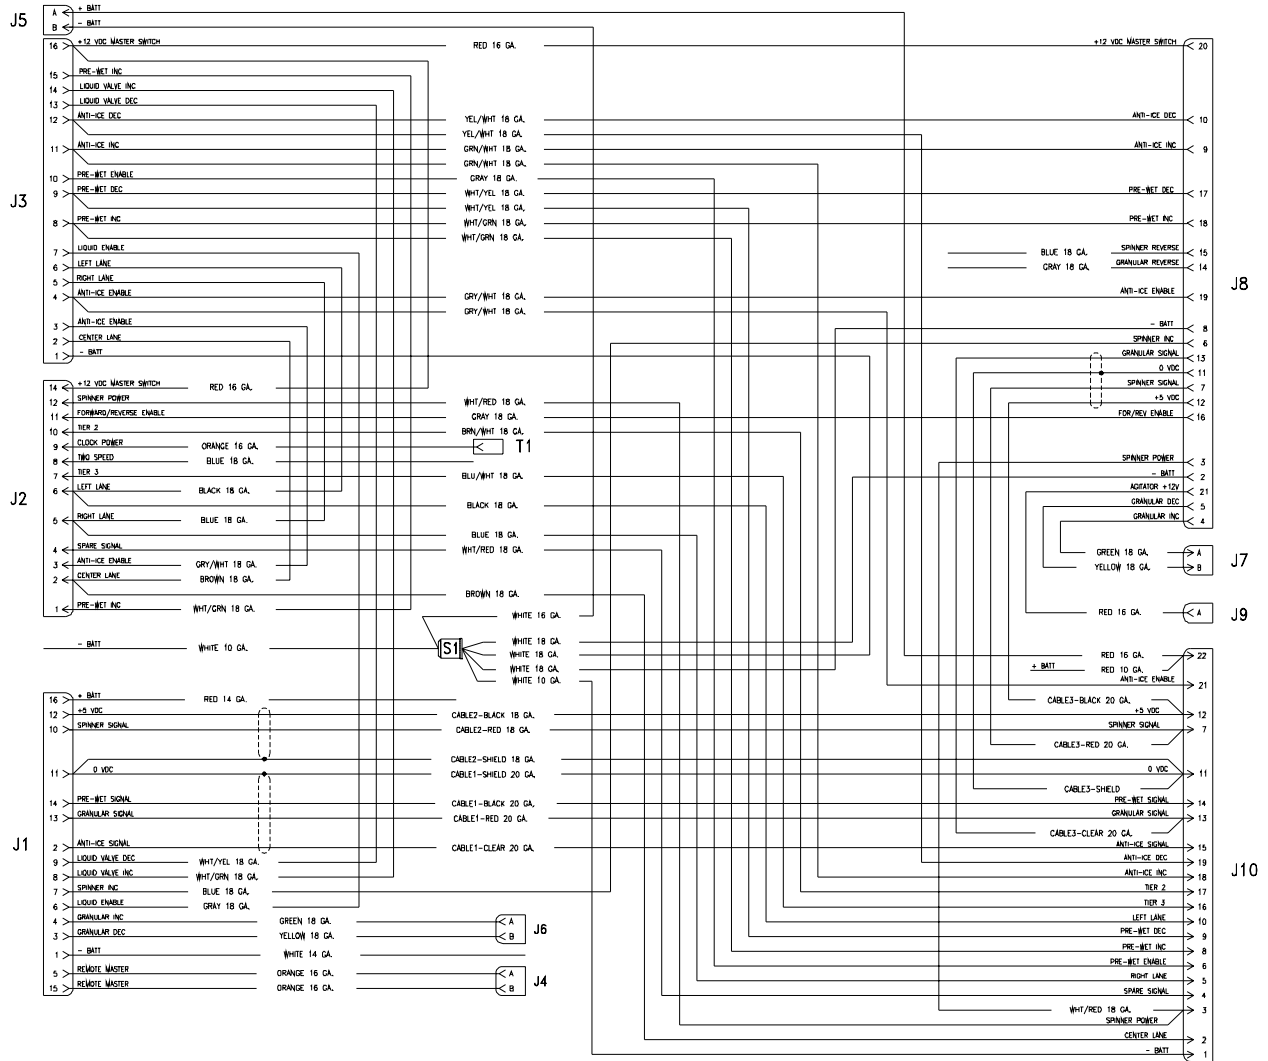 J5
A + BATT
B - BATT
J3
16 +12 VDC MASTER SWITCH RED 16 GA.
15 PRE-WET INC
14 LIQUID VALVE INC
13 LIQUID VALVE DEC
12 ANTI-ICE DEC YEL/WHT 18 GA.
YEL/WHT 18 GA.
11 ANTI-ICE INC GRN/WHT 18 GA.
GRN/WHT 18 GA.
10 PRE-WET ENABLE GRAY 18 GA.
9 PRE-WET DEC WHT/YEL 18 GA.
WHT/YEL 18 GA.
8 PRE-WET INC WHT/GRN 18 GA.
WHT/GRN 18 GA.
7 LIQUID ENABLE
6 LEFT LANE
5 RIGHT LANE
4 ANTI-ICE ENABLE GRY/WHT 18 GA.
GRY/WHT 18 GA.
3 ANTI-ICE ENABLE
2 CENTER LANE
1 - BATT
J2
14 +12 VDC MASTER SWITCH RED 16 GA.
12 SPINNER POWER WHT/RED 18 GA.
11 FORWARD/REVERSE ENABLE GRAY 18 GA.
10 TIER 2 BRN/WHT 18 GA.
9 CLOCK POWER ORANGE 16 GA. T1
8 TWO SPEED BLUE 18 GA.
7 TIER 3 BLU/WHT 18 GA.
6 LEFT LANE BLACK 18 GA.
BLACK 18 GA.
5 RIGHT LANE BLUE 18 GA.
BLUE 18 GA.
4 SPARE SIGNAL WHT/RED 18 GA.
3 ANTI-ICE ENABLE GRY/WHT 18 GA.
2 CENTER LANE BROWN 18 GA.
BROWN 18 GA.
1 PRE-WET INC WHT/GRN 18 GA.
WHITE 16 GA.
- BATT WHITE 10 GA. S1
WHITE 18 GA.
WHITE 18 GA.
WHITE 18 GA.
WHITE 10 GA.
J1
16 + BATT RED 14 GA.
12 +5 VDC CABLE2-BLACK 18 GA.
10 SPINNER SIGNAL CABLE2-RED 18 GA.
CABLE2-SHIELD 18 GA.
11 0 VDC CABLE1-SHIELD 20 GA.
14 PRE-WET SIGNAL CABLE1-BLACK 20 GA.
13 GRANULAR SIGNAL CABLE1-RED 20 GA.
2 ANTI-ICE SIGNAL CABLE1-CLEAR 20 GA.
9 LIQUID VALVE DEC WHT/YEL 18 GA.
8 LIQUID VALVE INC WHT/GRN 18 GA.
7 SPINNER INC BLUE 18 GA.
6 LIQUID ENABLE GRAY 18 GA.
4 GRANULAR INC GREEN 18 GA. A
3 GRANULAR DEC YELLOW 18 GA. B
J6
1 - BATT WHITE 14 GA.
5 REMOTE MASTER ORANGE 16 GA. A
15 REMOTE MASTER ORANGE 16 GA. B
J4
J8
+12 VDC MASTER SWITCH 20
ANTI-ICE DEC 10
ANTI-ICE INC 9
PRE-WET DEC 17
PRE-WET INC 18
BLUE 18 GA. SPINNER REVERSE 15
GRAY 18 GA. GRANULAR REVERSE 14
ANTI-ICE ENABLE 19
- BATT 8
SPINNER INC 6
GRANULAR SIGNAL 13
0 VDC 11
SPINNER SIGNAL 7
+5 VDC 12
FOR/REV ENABLE 16
SPINNER POWER 3
- BATT 2
AGITATOR +12V 21
GRANULAR DEC 5
GRANULAR INC 4
GREEN 18 GA. A
YELLOW 18 GA. B
J7
RED 16 GA. A
J9
J10
RED 16 GA. 22
+ BATT RED 10 GA.
ANTI-ICE ENABLE 21
CABLE3-BLACK 20 GA.
+5 VDC 12
SPINNER SIGNAL 7
CABLE3-RED 20 GA.
0 VDC 11
CABLE3-SHIELD
PRE-WET SIGNAL 14
GRANULAR SIGNAL 13
CABLE3-CLEAR 20 GA.
ANTI-ICE SIGNAL 15
ANTI-ICE DEC 19
ANTI-ICE INC 18
TIER 2 17
TIER 3 16
LEFT LANE 10
PRE-WET DEC 9
PRE-WET INC 8
PRE-WET ENABLE 6
RIGHT LANE 5
SPARE SIGNAL 4
WHT/RED 18 GA. 3
SPINNER POWER
CENTER LANE 2
- BATT 1